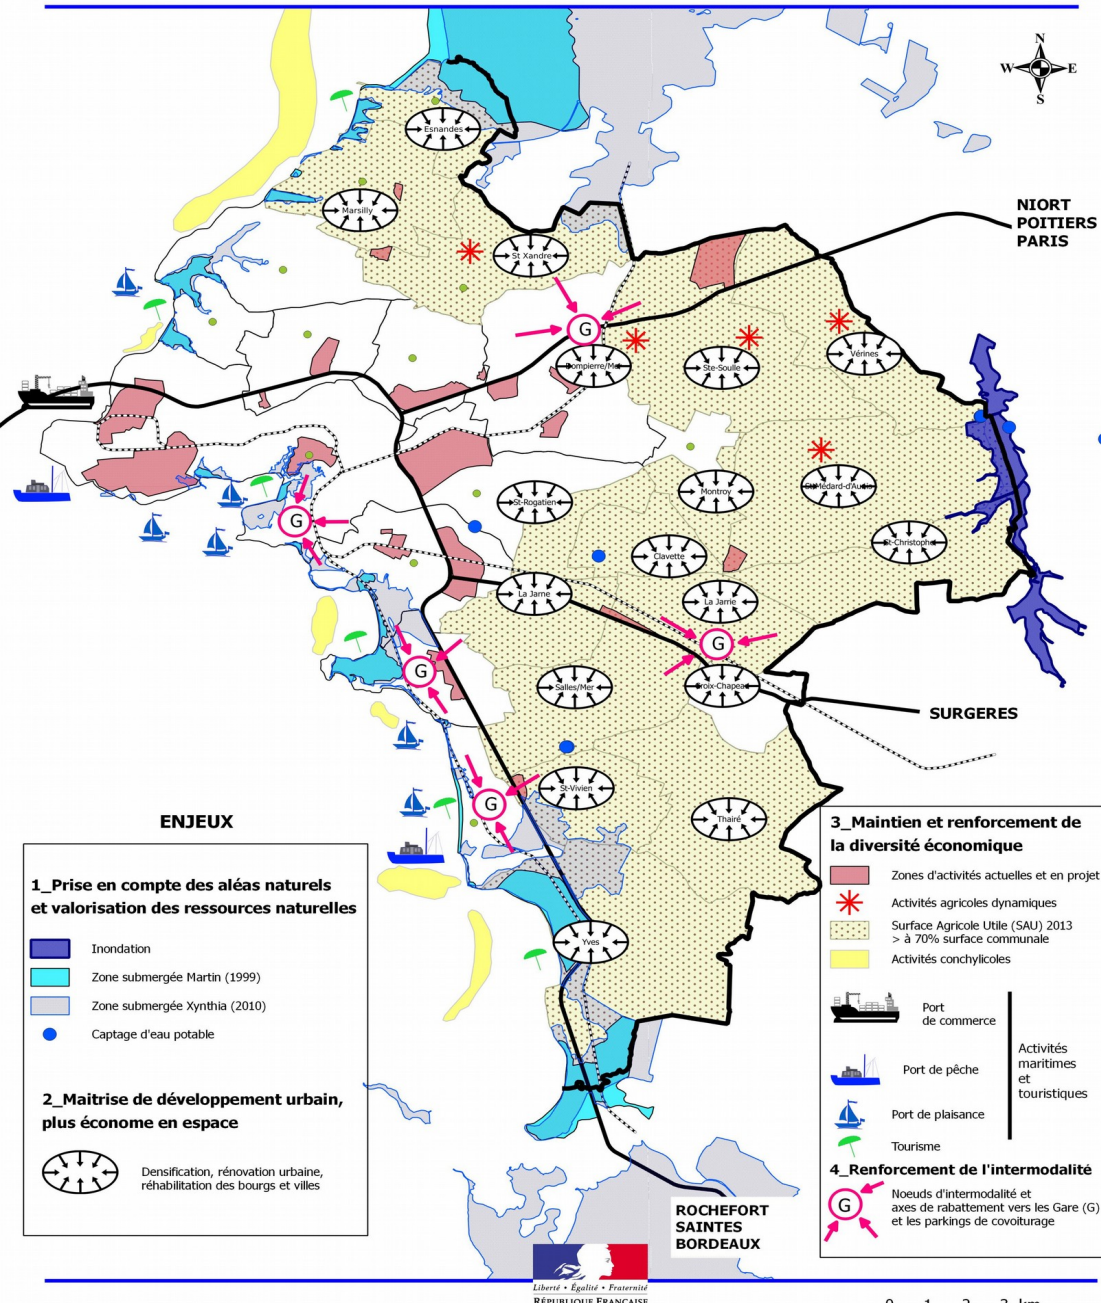 N
W E
S
NIORT
POITIERS
PARIS
Esnandes
Marsilly
St Xandre
G
Dompierre/Mer
Ste-Soulle
Vérines
St-Rogatien
Montroy
St-Médard-d'Aunis
G
Clavette
St-Christophe
La Jarne
La Jarrie
G
G
Salles/Mer
Croix-Chapeau
SURGERES
G
St-Vivien
Thairé
Yves
ENJEUX
1_Prise en compte des aléas naturels
et valorisation des ressources naturelles
Inondation
Zone submergée Martin (1999)
Zone submergée Xynthia (2010)
Captage d'eau potable
2_Maitrise de développement urbain,
plus économe en espace
Densification, rénovation urbaine,
réhabilitation des bourgs et villes
3_Maintien et renforcement de
la diversité économique
Zones d'activités actuelles et en projet
Activités agricoles dynamiques
Surface Agricole Utile (SAU) 2013
> à 70% surface communale
Activités conchylicoles
Port
de commerce
Port de pêche
Port de plaisance
Tourisme
Activités
maritimes
et
touristiques
4_Renforcement de l'intermodalité
G
Noeuds d'intermodalité et
axes de rabattement vers les Gare (G)
et les parkings de covoiturage
ROCHEFORT
SAINTES
BORDEAUX
Liberté • Égalité • Fraternité
RÉPUBLIQUE FRANÇAISE
0 1 2 3 km